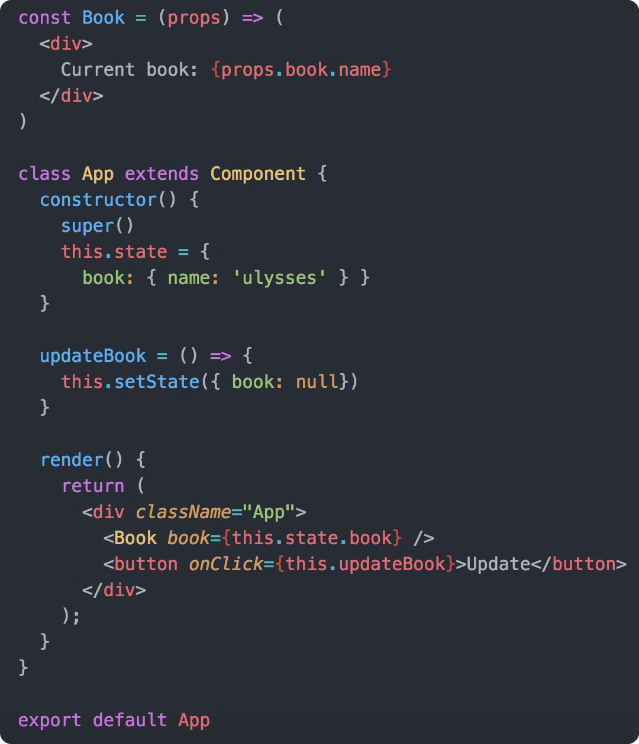 const Book = (props) => (
  <div>
    Current book: {props.book.name}
  </div>
)

class App extends Component {
  constructor() {
    super()
    this.state = {
      book: { name: 'ulysses' } }
  }

  updateBook = () => {
    this.setState({ book: null})
  }

  render() {
    return (
      <div className="App">
        <Book book={this.state.book} />
        <button onClick={this.updateBook}>Update</button>
      </div>
    );
  }
}

export default App